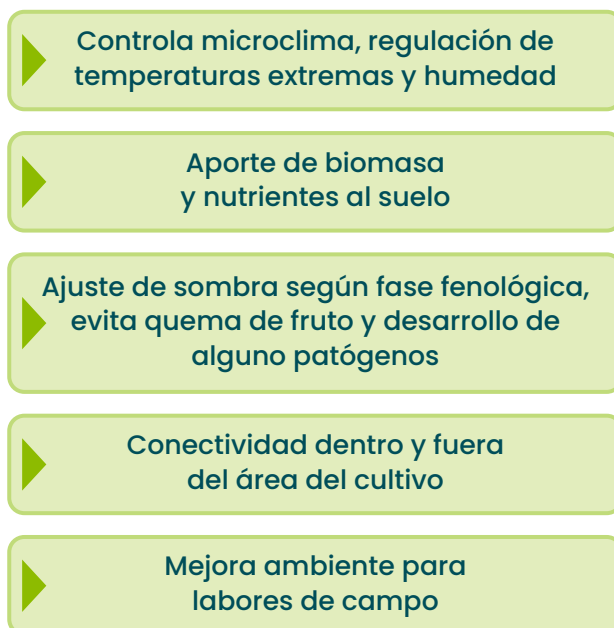 Controla microclima, regulación de
temperaturas extremas y humedad
Aporte de biomasa
y nutrientes al suelo
Ajuste de sombra según fase fenológica,
evita quema de fruto y desarrollo de
alguno patógenos
Conectividad dentro y fuera
del área del cultivo
Mejora ambiente para
labores de campo